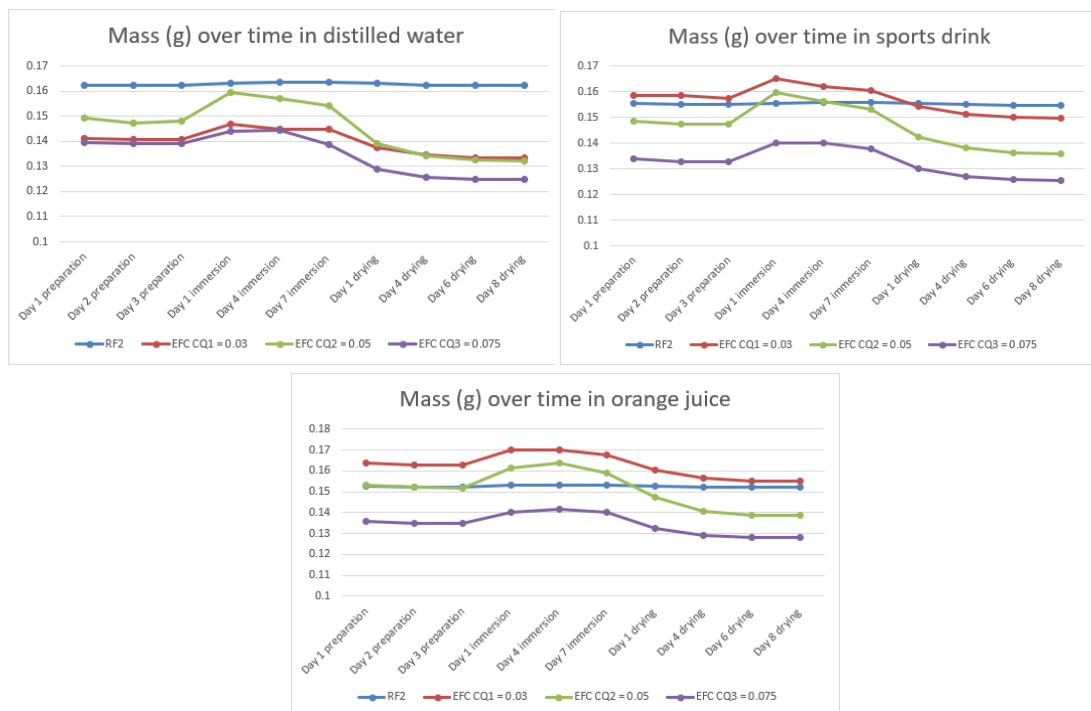 Mass (g) over time in distilled water
0.17
0.16
0.15
0.14
0.13
0.12
0.11
0.1
Day 1 preparation
Day 2 preparation
Day 3 preparation
Day 1 immersion
Day 4 immersion
Day 7 immersion
Day 1 drying
Day 4 drying
Day 6 drying
Day 8 drying
RF2 EFC CQ1 = 0.03 EFC CQ2 = 0.05 EFC CQ3 = 0.075
Mass (g) over time in sports drink
0.17
0.16
0.15
0.14
0.13
0.12
0.11
0.1
Day 1 preparation
Day 2 preparation
Day 3 preparation
Day 1 immersion
Day 4 immersion
Day 7 immersion
Day 1 drying
Day 4 drying
Day 6 drying
Day 8 drying
RF2 EFC CQ1 = 0.03 EFC CQ2 = 0.05 EFC CQ3 = 0.075
Mass (g) over time in orange juice
0.18
0.17
0.16
0.15
0.14
0.13
0.12
0.11
0.1
Day 1 preparation
Day 2 preparation
Day 3 preparation
Day 1 immersion
Day 4 immersion
Day 7 immersion
Day 1 drying
Day 4 drying
Day 6 drying
Day 8 drying
RF2 EFC CQ1 = 0.03 EFC CQ2 = 0.05 EFC CQ3 = 0.075